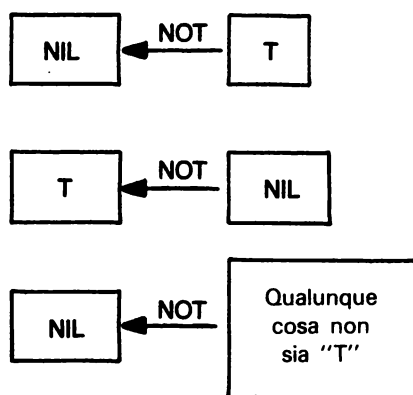 NIL NOT T
T NOT NIL
NIL NOT Qualunque
cosa non
sia "T"